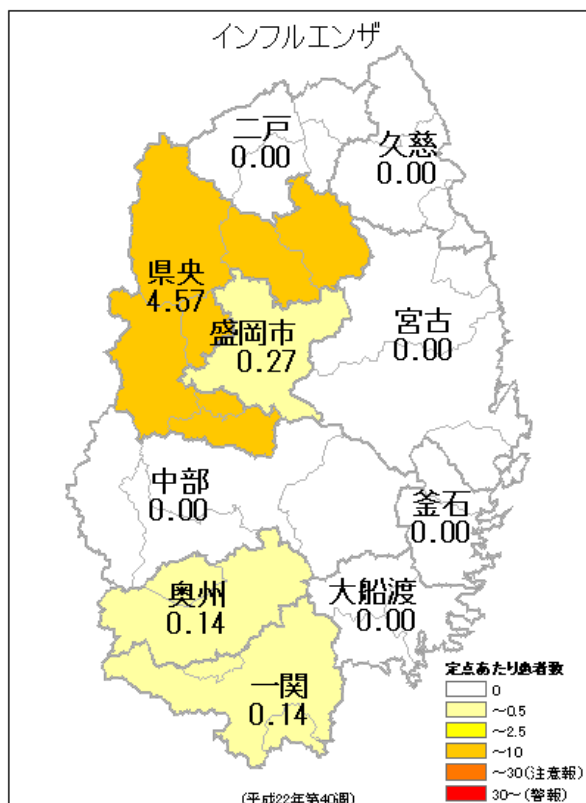 インフルエンザ
二戸
0.00
久慈
0.00
県央
4.57
盛岡市
0.27
宮古
0.00
中部
0.00
釜石
0.00
奥州
0.14
大船渡
0.00
一関
0.14
定点あたり患者数
0
～0.5
～2.5
～10
～30(注意報)
30～(警報)
(平成22年第40週)